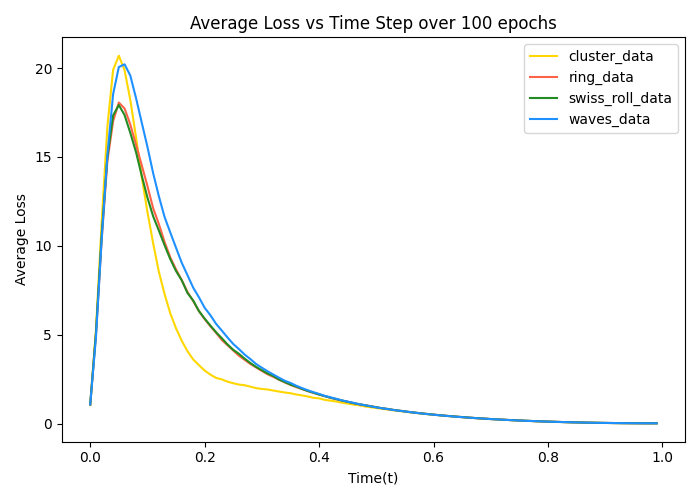 Average Loss vs Time Step over 100 epochs
cluster_data
ring_data
swiss_roll_data
waves_data
Average Loss
20
15
10
5
0
0.0 0.2 0.4 0.6 0.8 1.0
Time(t)